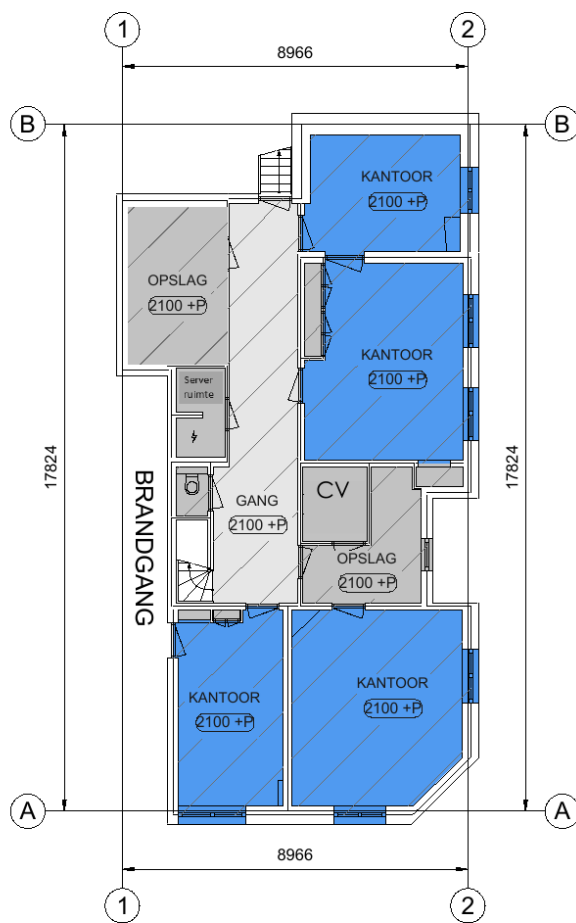 1
2
8966
B
B
KANTOOR
2100 +P
OPSLAG
2100 +P
KANTOOR
2100 +P
Server
ruimte
17824
17824
BRANDGANG
CV
GANG
2100 +P
OPSLAG
2100 +P
KANTOOR
2100 +P
KANTOOR
2100 +P
A
A
8966
1
2